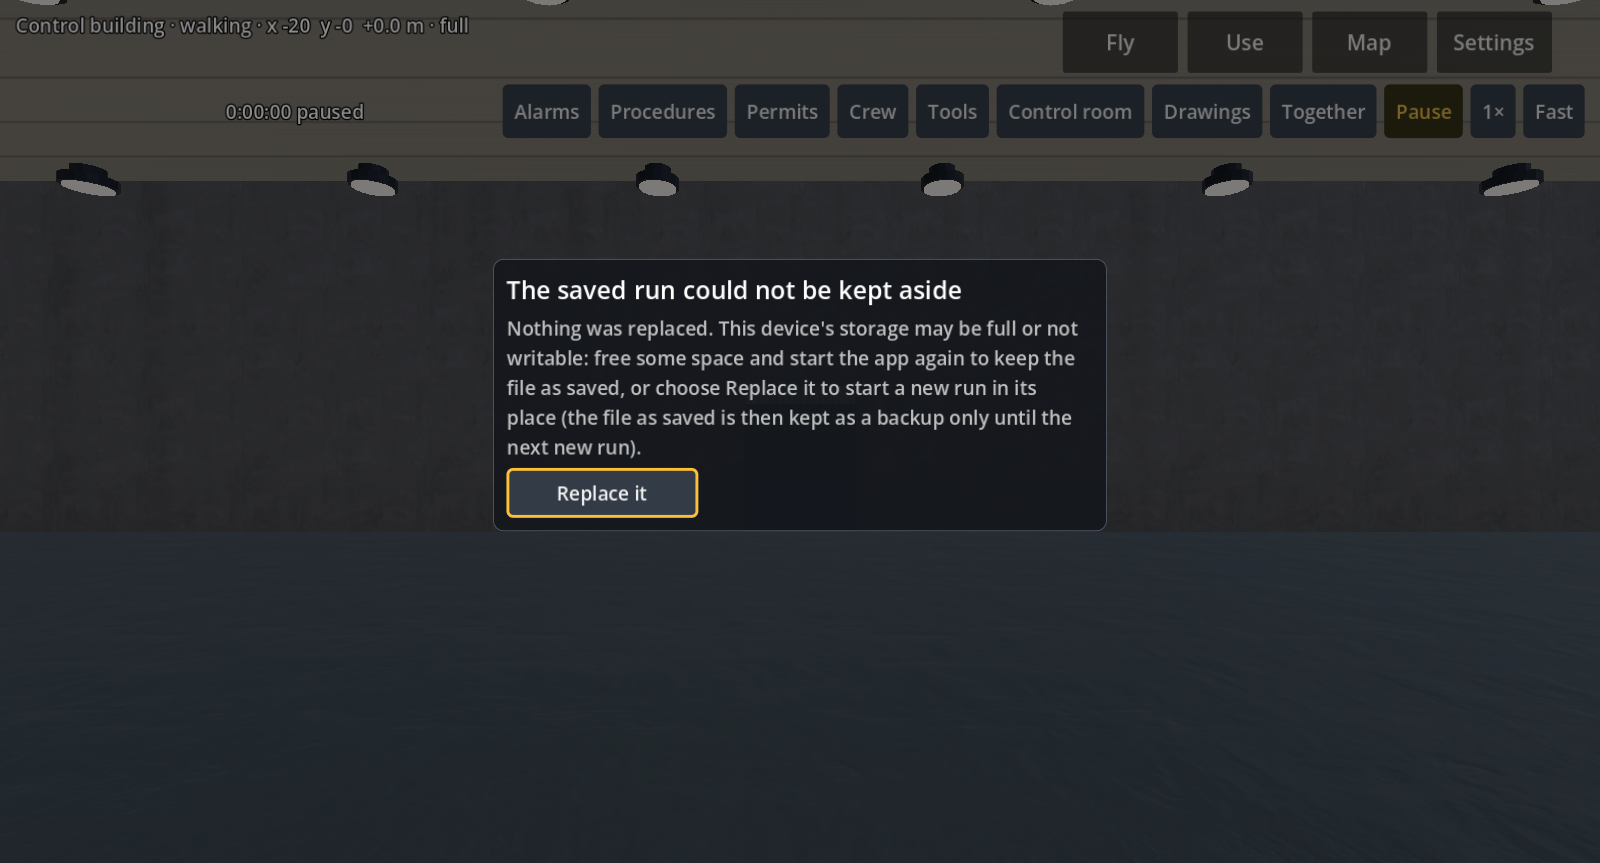 Control building · walking · x -20 y -0 +0.0 m · full
Fly
Use
Map
Settings
0:00:00 paused
Alarms
Procedures
Permits
Crew
Tools
Control room
Drawings
Together
Pause
1×
Fast
The saved run could not be kept aside
Nothing was replaced. This device's storage may be full or not
writable: free some space and start the app again to keep the
file as saved, or choose Replace it to start a new run in its
place (the file as saved is then kept as a backup only until the
next new run).
Replace it